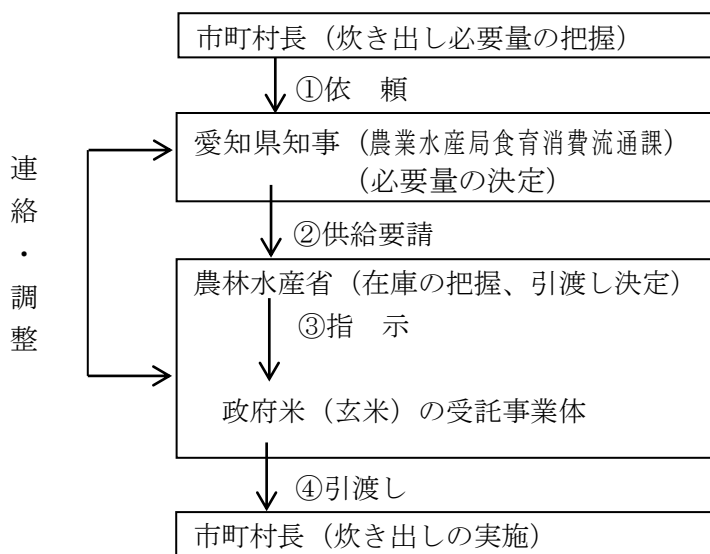 市町村長（炊き出し必要量の把握）
①依　頼
愛知県知事（農業水産局食育消費流通課）
（必要量の決定）
連絡・調整
②供給要請
農林水産省（在庫の把握、引渡し決定）
③指　示
政府米（玄米）の受託事業体
④引渡し
市町村長（炊き出しの実施）